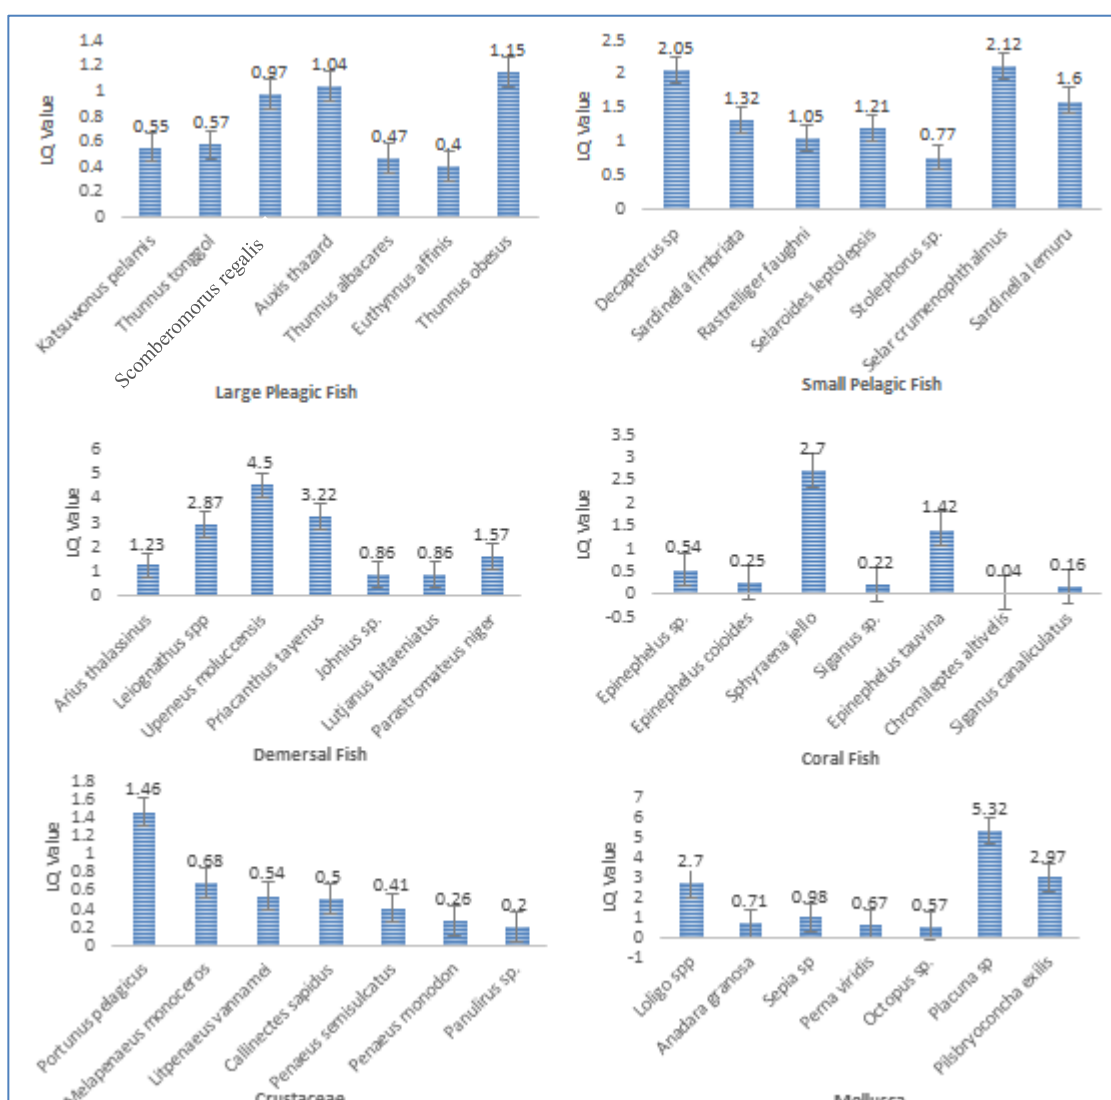 1.4
1.2
1
0.8
0.6
0.4
0.2
0
LQ Value
0.55
0.57
0.97
1.04
0.47
0.4
1.15
Katsuwonus pelamis
Thunnus tonggol
Scomberomorus regalis
Auxis thazard
Thunnus albacares
Euthynnus affinis
Thunnus obesus
Large Pleagic Fish
2.5
2
1.5
1
0.5
0
LQ Value
2.05
1.32
1.05
1.21
0.77
2.12
1.6
Decapterus sp
Sardinella fimbriata
Rastrelliger faughni
Selaroides leptolepsis
Stolephorus sp.
Selar crumenophthalmus
Sardinella lemuru
Small Pelagic Fish
6
5
4
3
2
1
0
LQ Value
1.23
2.87
4.5
3.22
0.86
0.86
1.57
Arius thalassinus
Leiognathus spp
Upeneus moluccensis
Priacanthus tayenus
Johnius sp.
Lutjanus bitaeniatus
Parastromateus niger
Demersal Fish
3.5
3
2.5
2
1.5
1
0.5
0
-0.5
LQ Value
0.54
0.25
2.7
0.22
1.42
0.04
0.16
Epinephelus sp.
Epinephelus coioides
Sphyraena jello
Siganus sp.
Epinephelus tauvina
Chromileptes altivelis
Siganus canaliculatus
Coral Fish
1.8
1.6
1.4
1.2
1
0.8
0.6
0.4
0.2
0
LQ Value
1.46
0.68
0.54
0.5
0.41
0.26
0.2
Portunus pelagicus
Melapenaeus monoceros
Litpenaeus vannamei
Callinectes sapidus
Penaeus semisulcatus
Penaeus monodon
Panulirus sp.
Crustaceae
7
6
5
4
3
2
1
0
-1
LQ Value
2.7
0.71
0.98
0.67
0.57
5.32
2.97
Loligo spp
Anadara granosa
Sepia sp
Perna viridis
Octopus sp.
Placuna sp
Pilsbryoconcha exilis
Mollusca